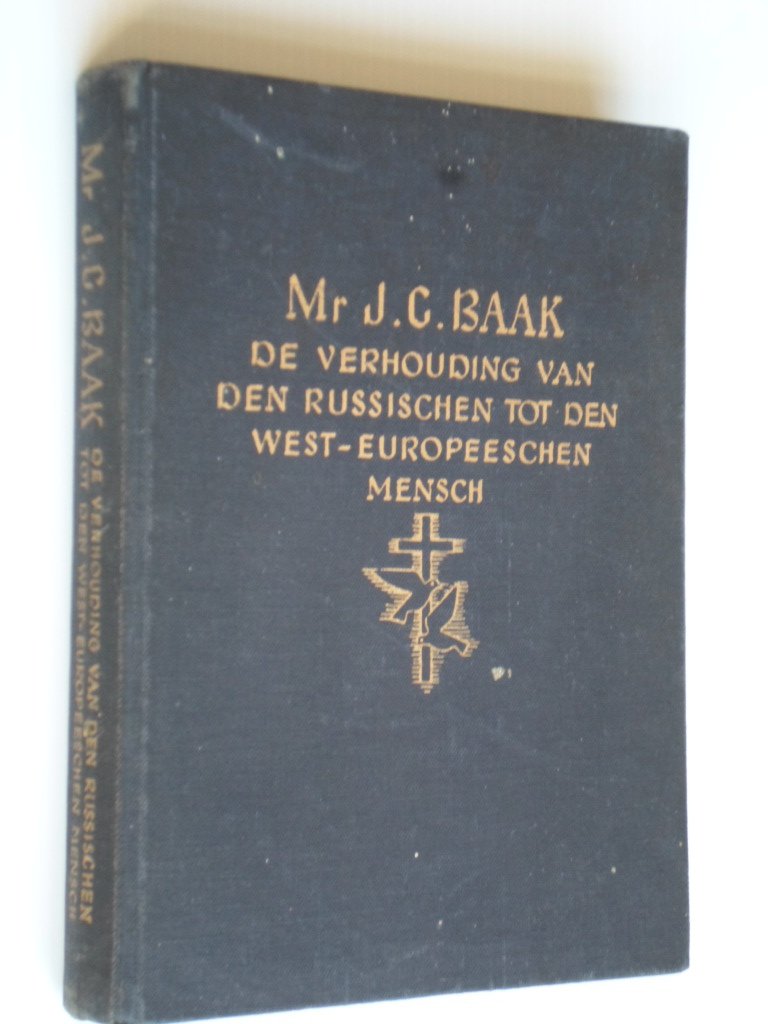 Mr J.C. BAAK
DE VERHOUDING VAN
DEN RUSSISCHEN TOT DEN
WEST-EUROPEESCHEN
MENSCH
Mr J.C. BAAK
DE VERHOUDING VAN DEN RUSSISCHEN
TOT DEN WEST-EUROPEESCHEN MENSCH